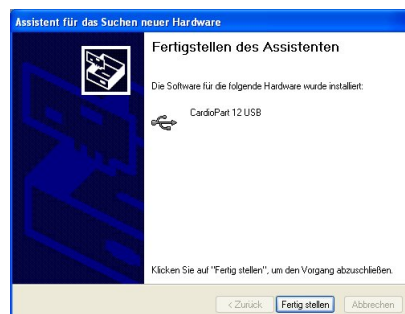 Assistent für das Suchen neuer Hardware
Fertigstellen des Assistenten
Die Software für die folgende Hardware wurde installiert:
CardioPart 12 USB
Klicken Sie auf "Fertig stellen", um den Vorgang abzuschließen.
< Zurück Fertig stellen Abbrechen